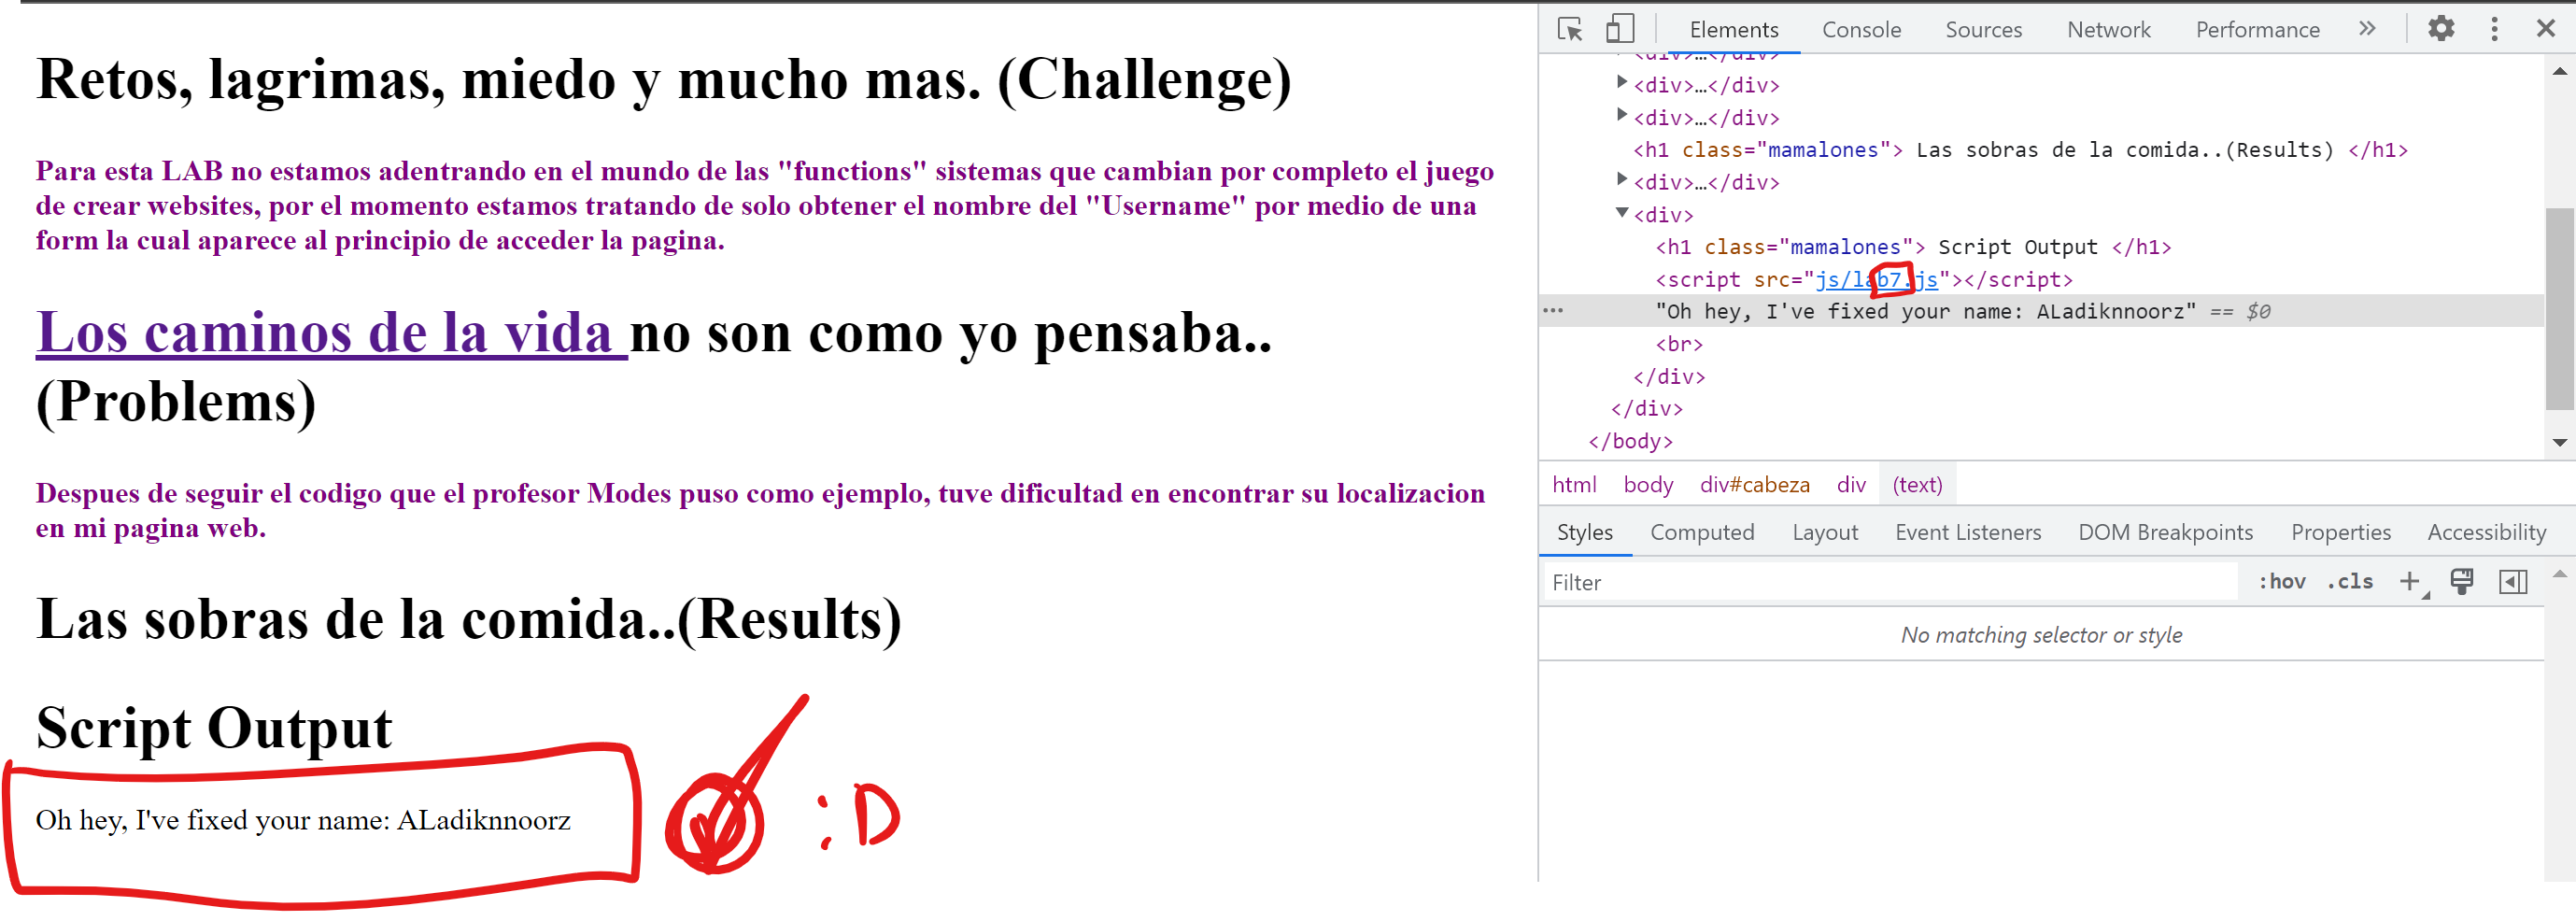 Retos, lagrimas, miedo y mucho mas. (Challenge)
Para esta LAB no estamos adentrando en el mundo de las "functions" sistemas que cambian por completo el juego
de crear websites, por el momento estamos tratando de solo obtener el nombre del "Username" por medio de una
form la cual aparece al principio de acceder la pagina.
Los caminos de la vida no son como yo pensaba..
(Problems)
Despues de seguir el codigo que el profesor Modes puso como ejemplo, tuve dificultad en encontrar su localizacion
en mi pagina web.
Las sobras de la comida..(Results)
Script Output
Oh hey, I've fixed your name: ALadiknnoorz
:D
Elements Console Sources Network Performance »
<div>…</div>
<div>…</div>
<div>…</div>
<h1 class="mamalones"> Las sobras de la comida..(Results) </h1>
<div>…</div>
<div>
<h1 class="mamalones"> Script Output </h1>
<script src="js/lab7.js"></script>
"Oh hey, I've fixed your name: ALadiknnoorz" == $0
<br>
</div>
</div>
</body>
html body div#cabeza div (text)
Styles Computed Layout Event Listeners DOM Breakpoints Properties Accessibility
Filter :hov .cls +
No matching selector or style